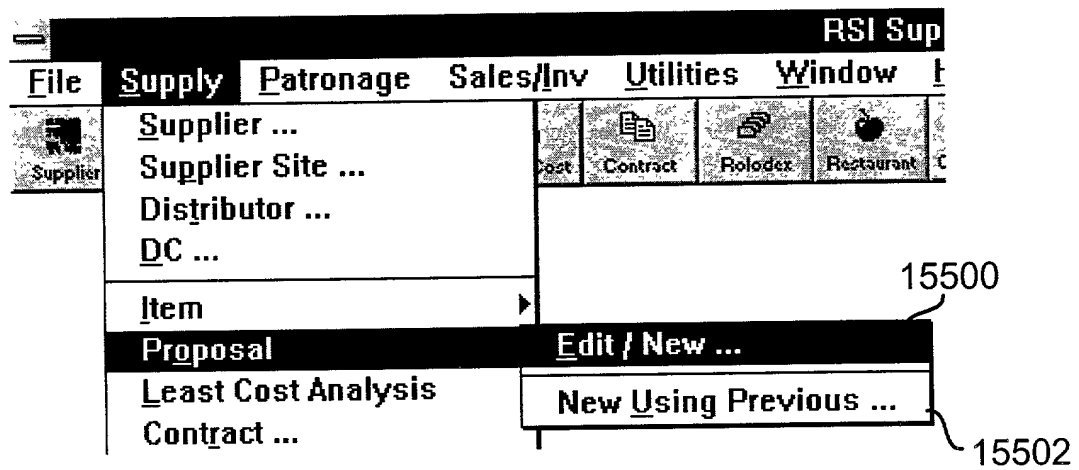 RSI Sup
File Supply Patronage Sales/Inv Utilities Window H
Supplier Cost Contract Rolodex Restaurant
Supplier ...
Supplier Site ...
Distributor ...
DC ...
15500
Item
Proposal Edit / New ...
Least Cost Analysis New Using Previous ...
Contract ...
15502